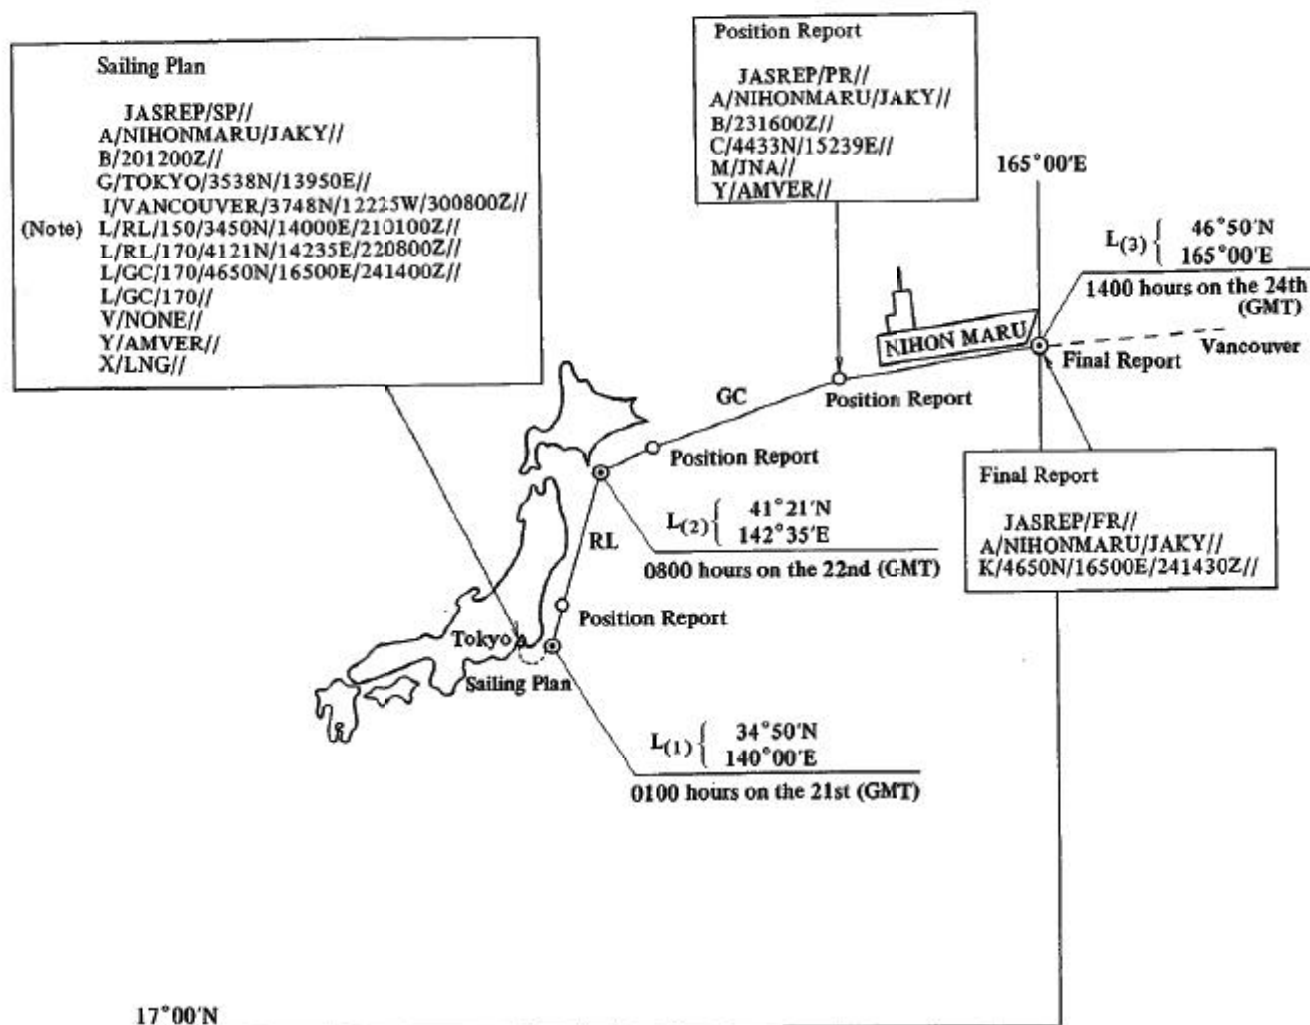 Sailing Plan
JASREP/SP//
A/NIHONMARU/JAKY//
B/201200Z//
G/TOKYO/3538N/13950E//
I/VANCOUVER/3748N/12225W/300800Z//
(Note) L/RL/150/3450N/14000E/210100Z//
L/RL/170/4121N/14235E/220800Z//
L/GC/170/4650N/16500E/241400Z//
L/GC/170//
V/NONE//
Y/AMVER//
X/LNG//
Position Report
JASREP/PR//
A/NIHONMARU/JAKY//
B/231600Z//
C/4433N/15239E//
M/JNA//
Y/AMVER//
165°00′E
L(3) { 46°50′N
165°00′E
1400 hours on the 24th
(GMT)
NIHON MARU
Vancouver
Final Report
GC
Position Report
Position Report
Final Report
JASREP/FR//
A/NIHONMARU/JAKY//
K/4650N/16500E/241430Z//
L(2) { 41°21′N
142°35′E
RL
0800 hours on the 22nd (GMT)
Position Report
Tokyo
Sailing Plan
L(1) { 34°50′N
140°00′E
0100 hours on the 21st (GMT)
17°00′N